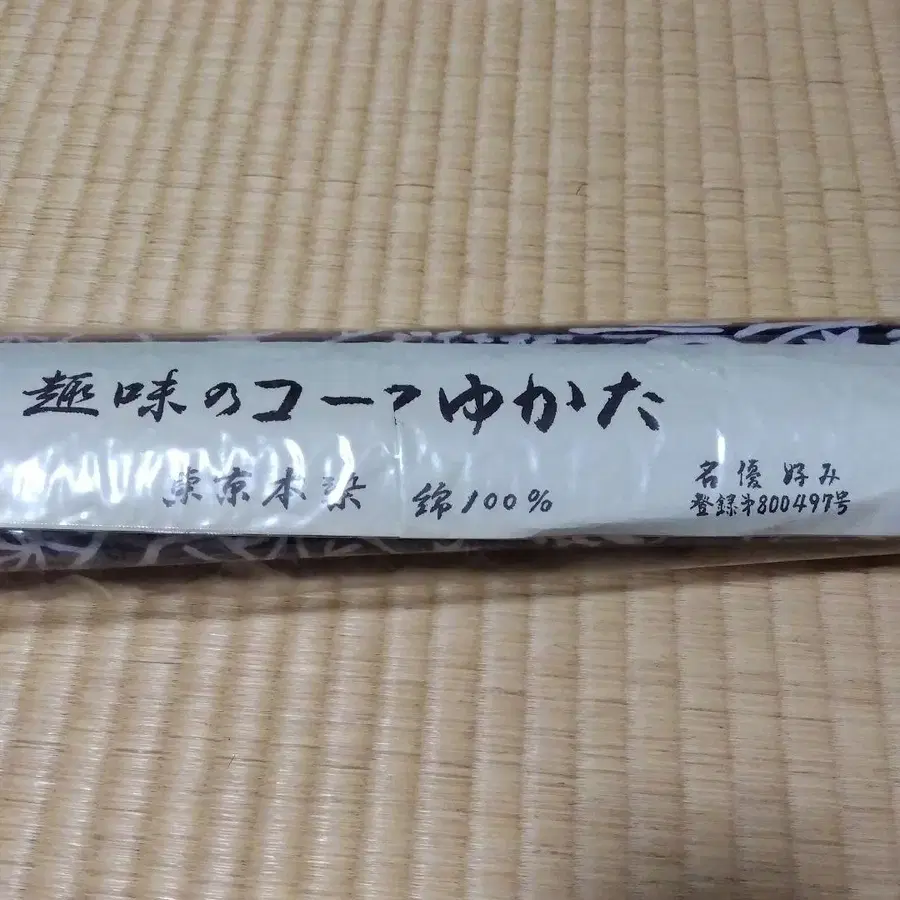 趣味のコーマゆかた
東京本染 綿100%
名優好み
登録第800497号